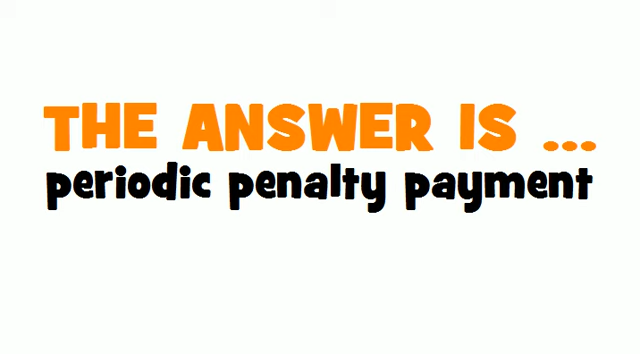 THE ANSWER IS ...
periodic penalty payment